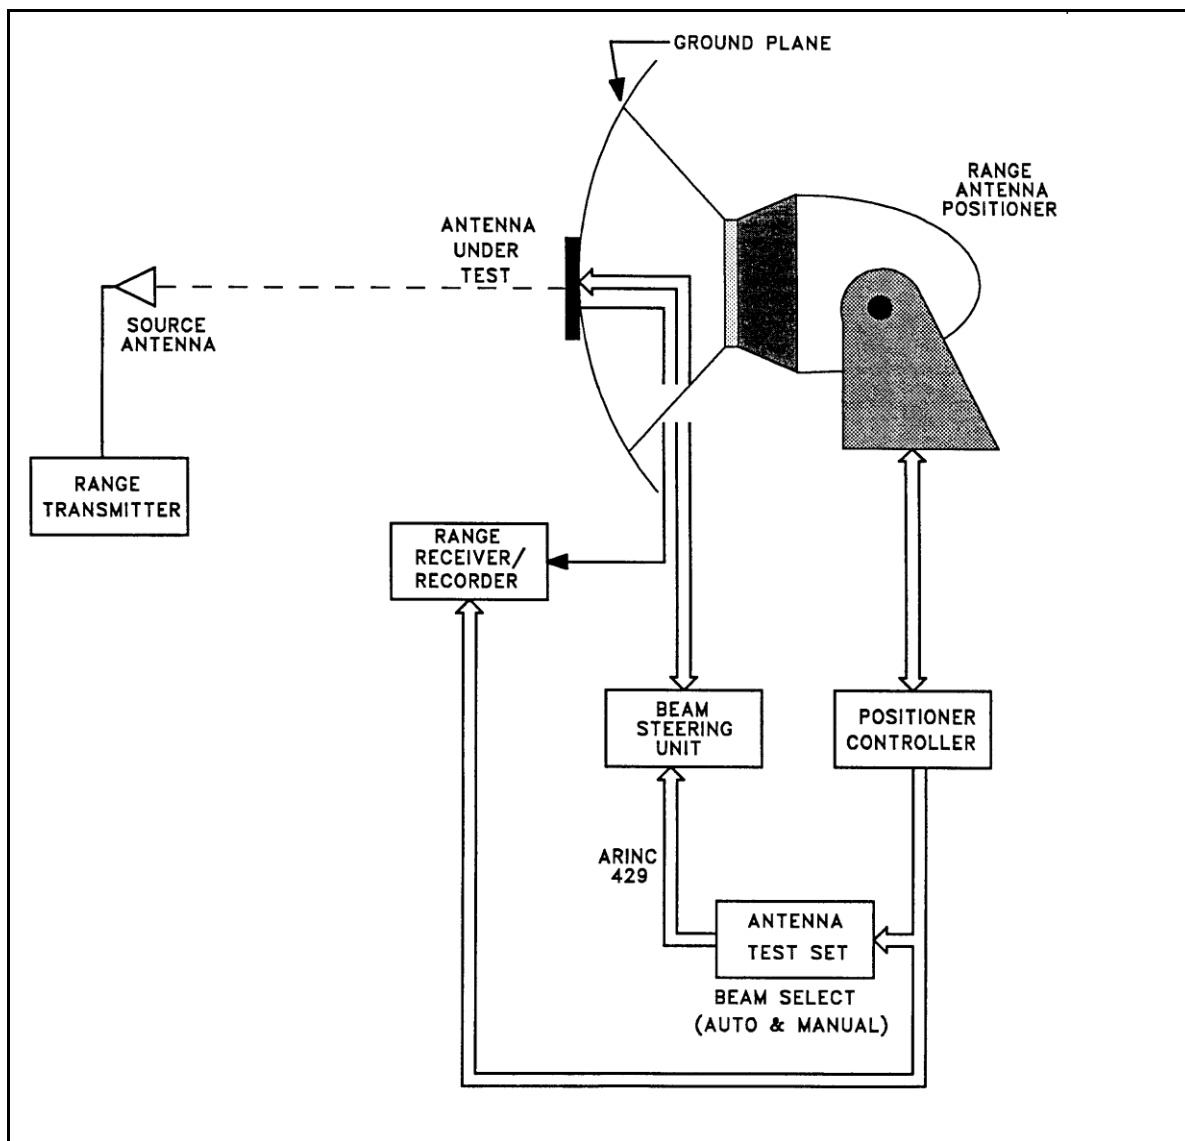 GROUND PLANE
RANGE
ANTENNA
POSITIONER
ANTENNA
UNDER
TEST
SOURCE
ANTENNA
RANGE
TRANSMITTER
RANGE
RECEIVER/
RECORDER
BEAM
STEERING
UNIT
POSITIONER
CONTROLLER
ARINC
429
ANTENNA
TEST SET
BEAM SELECT
(AUTO & MANUAL)